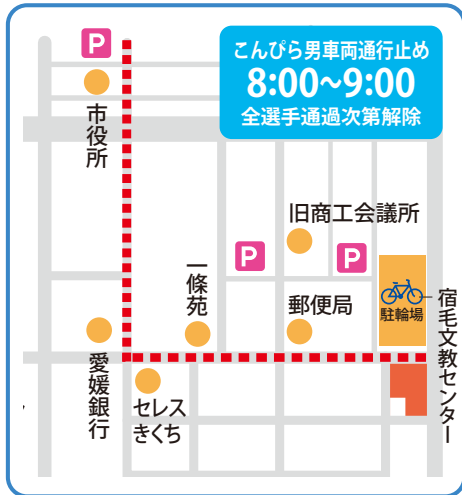 こんぴら男車両通行止め
8:00~9:00
全選手通過次第解除
P
市役所
旧商工会議所
P
P
一條苑
郵便局
駐輪場
宿毛文教センター
愛媛銀行
セレス
きくち